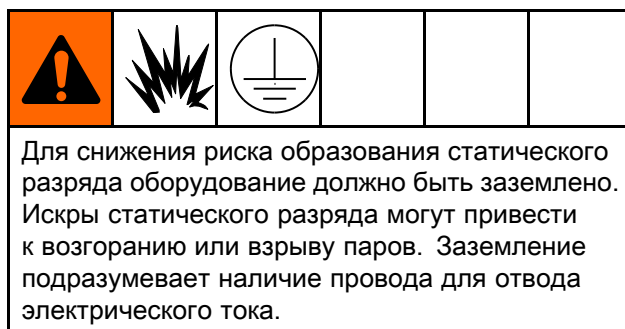 Для снижения риска образования статического
разряда оборудование должно быть заземлено.
Искры статического разряда могут привести
к возгоранию или взрыву паров. Заземление
подразумевает наличие провода для отвода
электрического тока.